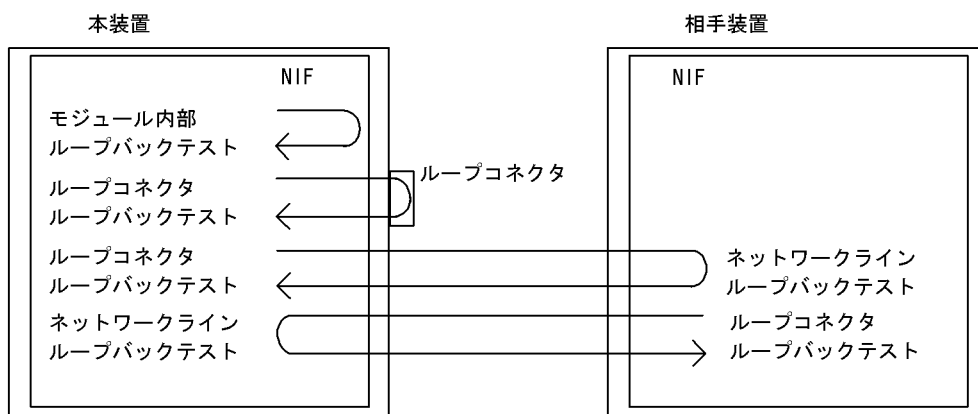 本装置
相手装置
NIF
NIF
モジュール内部
ループバックテスト
ループコネクタ
ループコネクタ
ループバックテスト
ループコネクタ
ループバックテスト
ネットワークライン
ループバックテスト
ネットワークライン
ループバックテスト
ループコネクタ
ループバックテスト